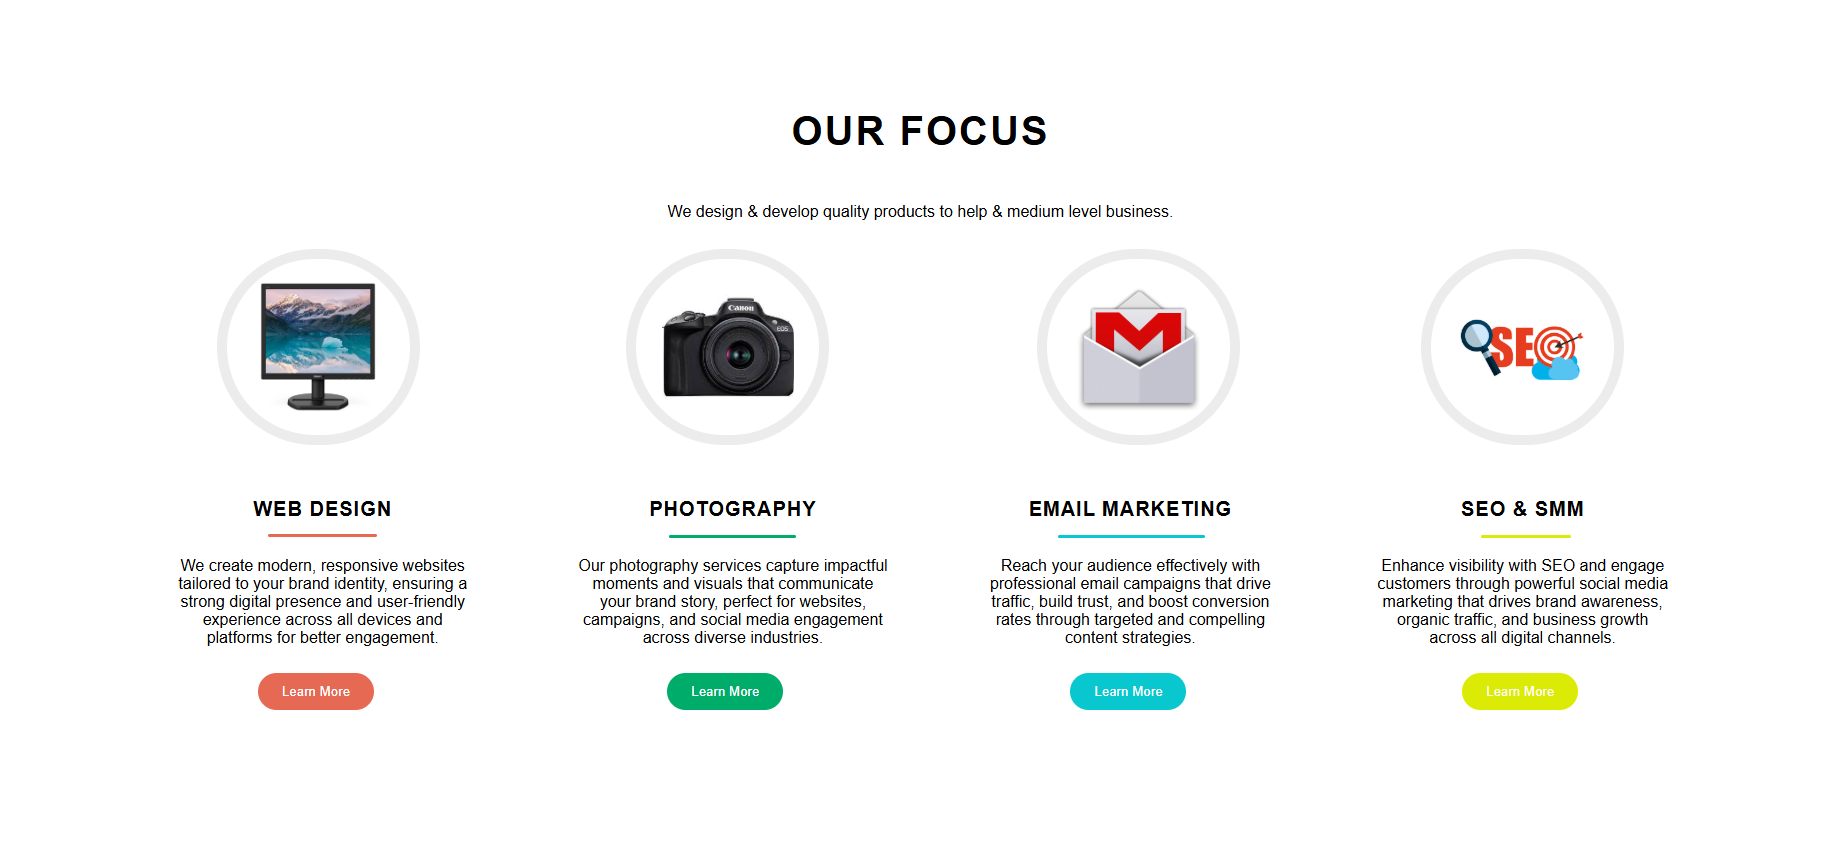 OUR FOCUS
We design & develop quality products to help & medium level business.
Canon
EOS
SEO
WEB DESIGN
We create modern, responsive websites
tailored to your brand identity, ensuring a
strong digital presence and user-friendly
experience across all devices and
platforms for better engagement.
Learn More
PHOTOGRAPHY
Our photography services capture impactful
moments and visuals that communicate
your brand story, perfect for websites,
campaigns, and social media engagement
across diverse industries.
Learn More
EMAIL MARKETING
Reach your audience effectively with
professional email campaigns that drive
traffic, build trust, and boost conversion
rates through targeted and compelling
content strategies.
Learn More
SEO & SMM
Enhance visibility with SEO and engage
customers through powerful social media
marketing that drives brand awareness,
organic traffic, and business growth
across all digital channels.
Learn More